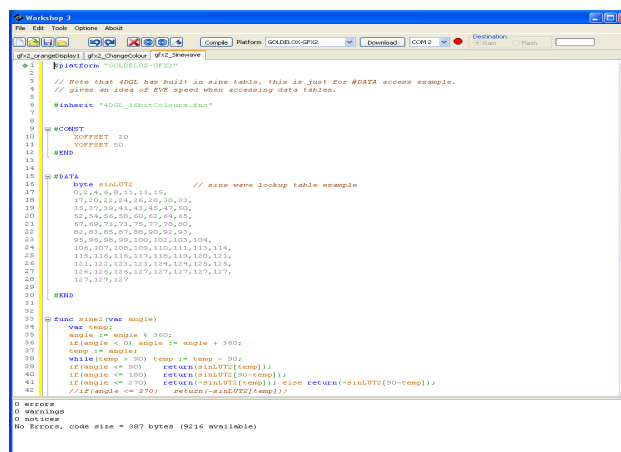 Workshop 3
File Edit Tools Options About
Compile Platform GOLDELOX-GFX2 Download COM 2 Destination Ram Flash
gfx2_orangeDisplay1 gfx2_ChangeColour gfx2_Sinewave
1 #platform "GOLDELOX-GFX2"
2
3 // Note that 4DGL has built in sine table, this is just for #DATA access example.
4 // gives an idea of EVE speed when accessing data tables.
5
6 #inherit "4DGL_16bitColours.fnc"
7
8
9 #CONST
10 XOFFSET 20
11 YOFFSET 50
12 #END
13
14
15 #DATA
16 byte sinLUT2 // sine wave lookup table example
17 0,2,4,6,8,11,13,15,
18 17,20,22,24,26,28,30,33,
19 35,37,39,41,43,45,47,50,
20 52,54,56,58,60,62,64,65,
21 67,69,71,73,75,77,78,80,
22 82,83,85,87,88,90,92,93,
23 95,96,98,99,100,102,103,104,
24 106,107,108,109,110,111,113,114,
25 115,116,116,117,118,119,120,121,
26 121,122,123,123,124,124,125,125,
27 126,126,126,127,127,127,127,127,
28 127,127,127
29
30 #END
31
32
33 func sine2(var angle)
34 var temp;
35 angle := angle % 360;
36 if(angle < 0) angle := angle + 360;
37 temp := angle;
38 while(temp > 90) temp := temp - 90;
39 if(angle <= 90) return(sinLUT2[temp]);
40 if(angle <= 180) return(sinLUT2[90-temp]);
41 if(angle <= 270) return(-sinLUT2[temp]); else return(-sinLUT2[90-temp]);
42 //if(angle <= 270) return(-sinLUT2[temp]);
0 errors
0 warnings
0 notices
No Errors, code size = 387 bytes (9216 available)